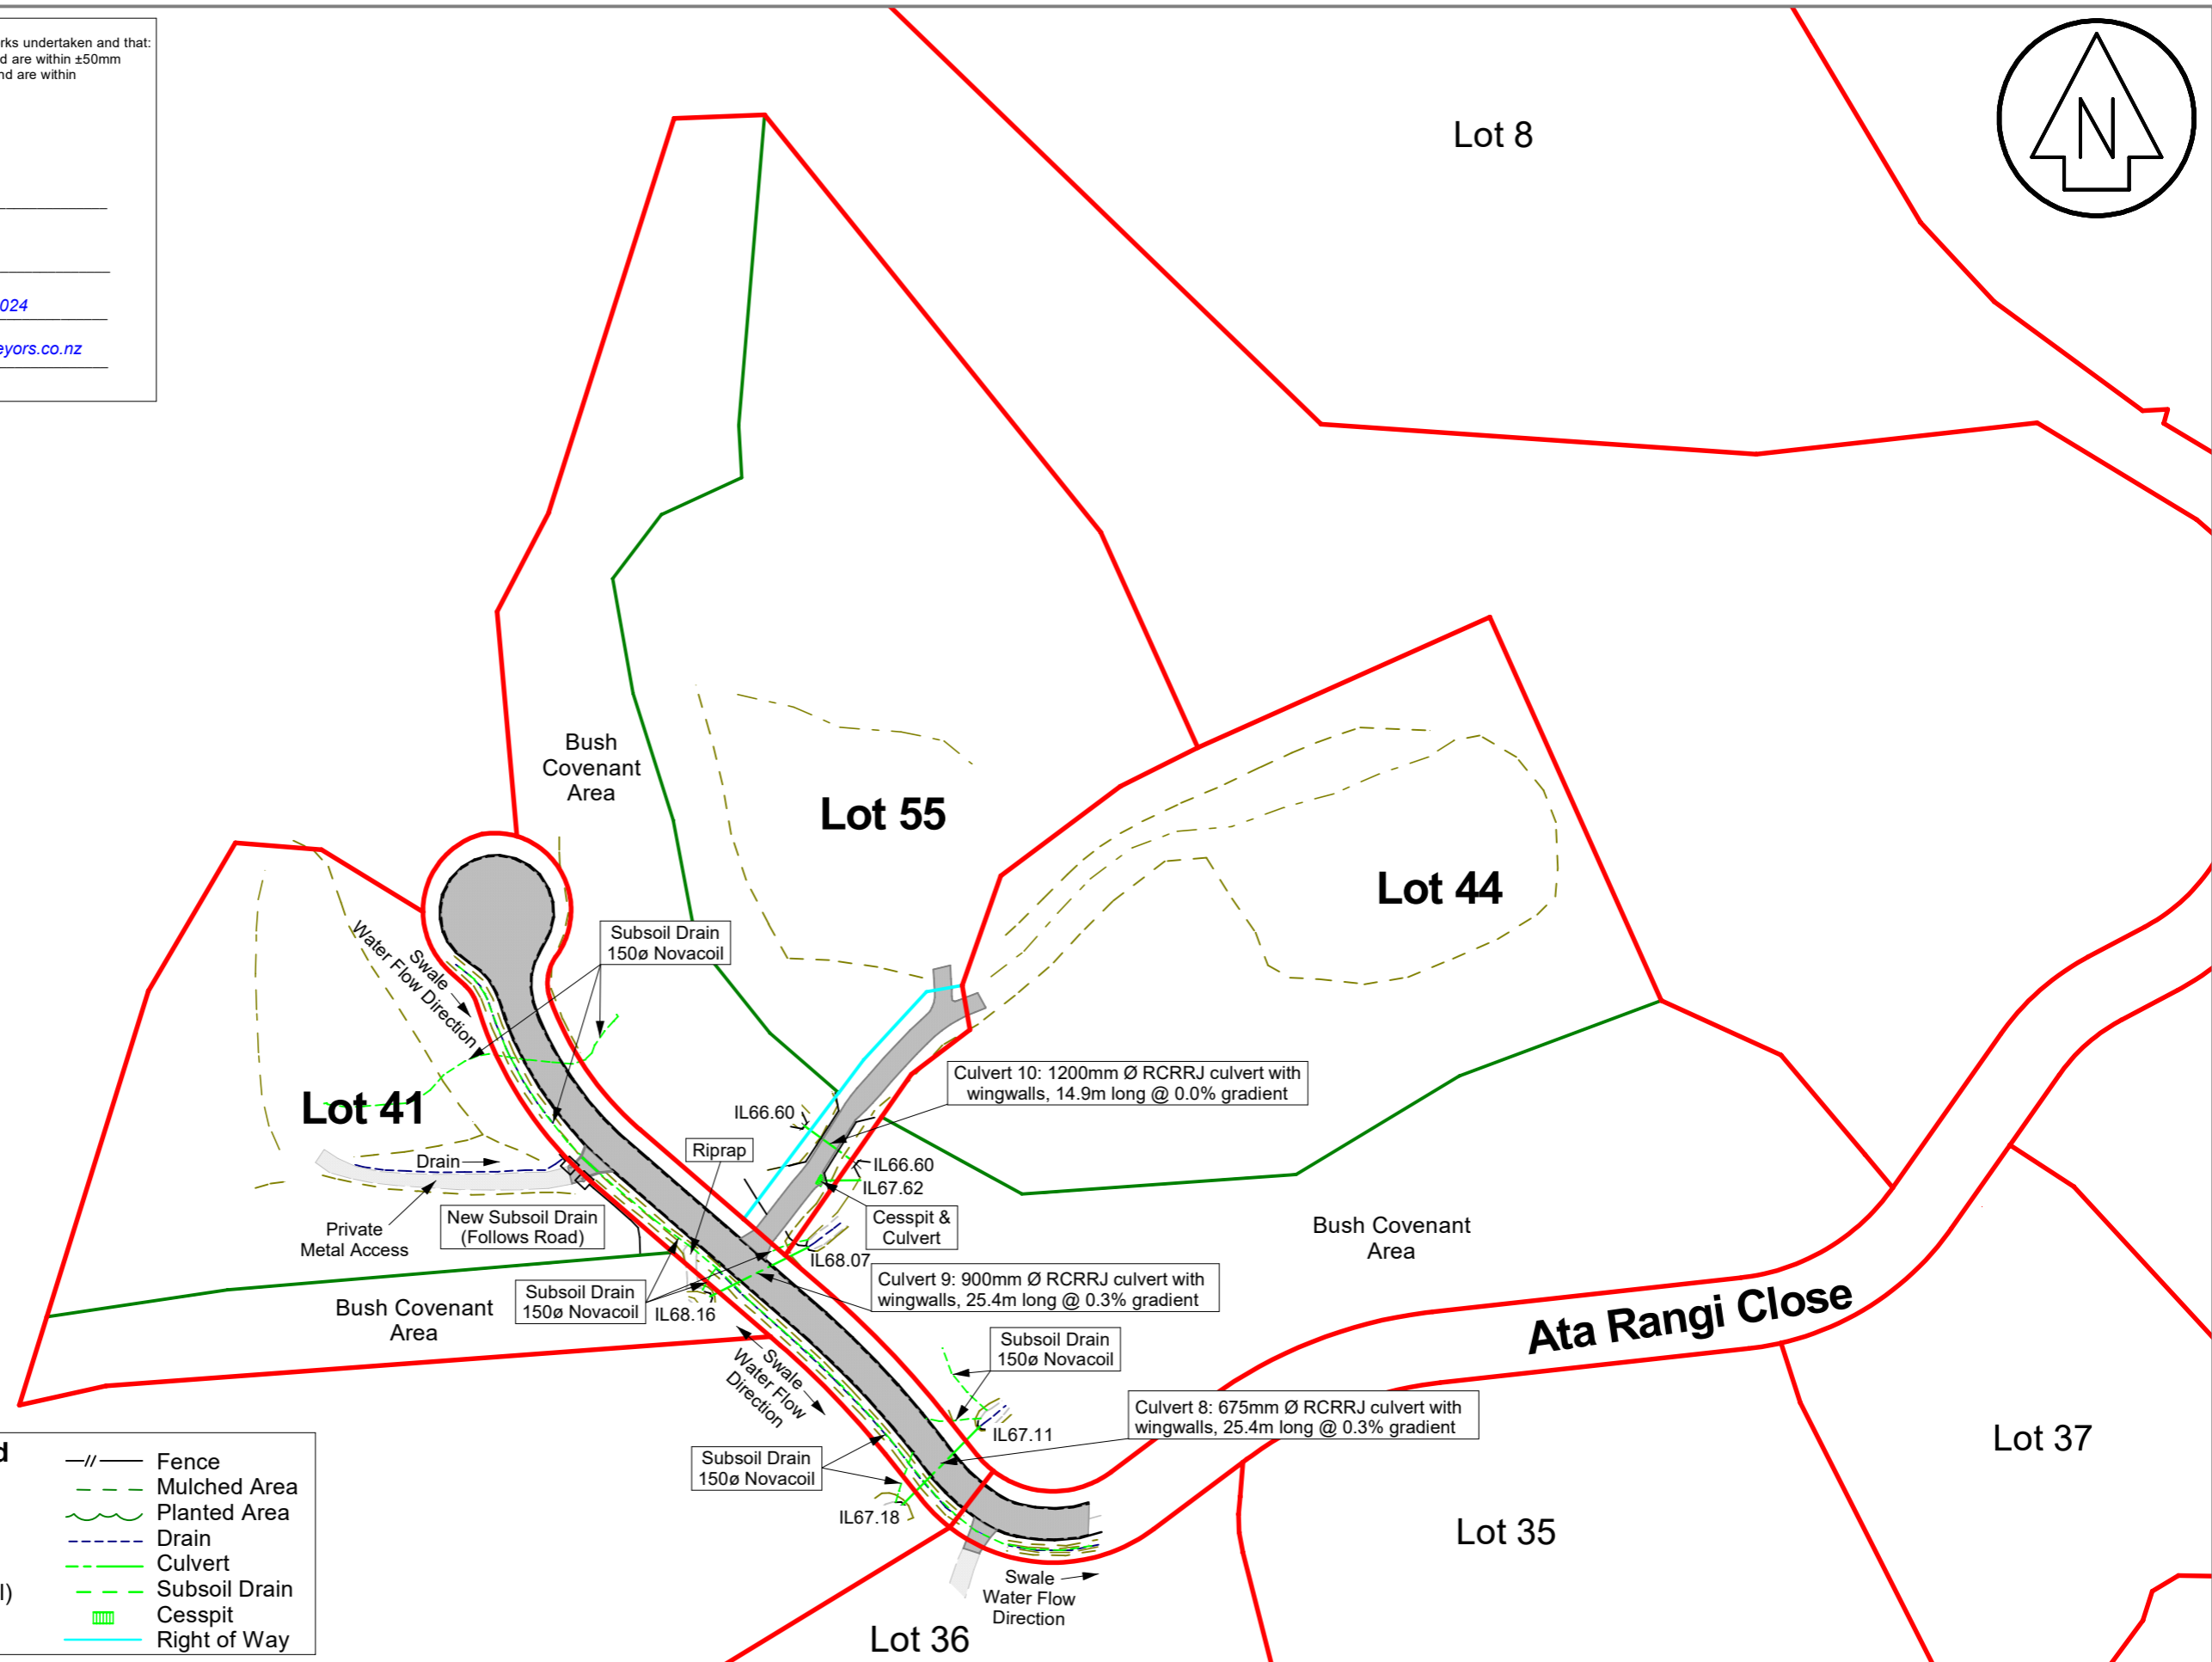 rks undertaken and that:
d are within ±50mm
nd are within
024
eyors.co.nz
N
Lot 8
Bush
Covenant
Area
Lot 55
Lot 44
Subsoil Drain
150ø Novacoil
Swale
Water Flow Direction
Lot 41
Culvert 10: 1200mm Ø RCRRJ culvert with
wingwalls, 14.9m long @ 0.0% gradient
IL66.60
Riprap
Drain
IL66.60
IL67.62
Cesspit &
Culvert
Private
Metal Access
New Subsoil Drain
(Follows Road)
Bush Covenant
Area
IL68.07
Culvert 9: 900mm Ø RCRRJ culvert with
wingwalls, 25.4m long @ 0.3% gradient
Subsoil Drain
150ø Novacoil
IL68.16
Bush Covenant
Area
Ata Rangi Close
Swale
Water Flow
Direction
Subsoil Drain
150ø Novacoil
Culvert 8: 675mm Ø RCRRJ culvert with
wingwalls, 25.4m long @ 0.3% gradient
IL67.11
Subsoil Drain
150ø Novacoil
IL67.18
Lot 37
Lot 35
Swale
Water Flow
Direction
Lot 36
d
Fence
Mulched Area
Planted Area
Drain
Culvert
l)
Subsoil Drain
Cesspit
Right of Way